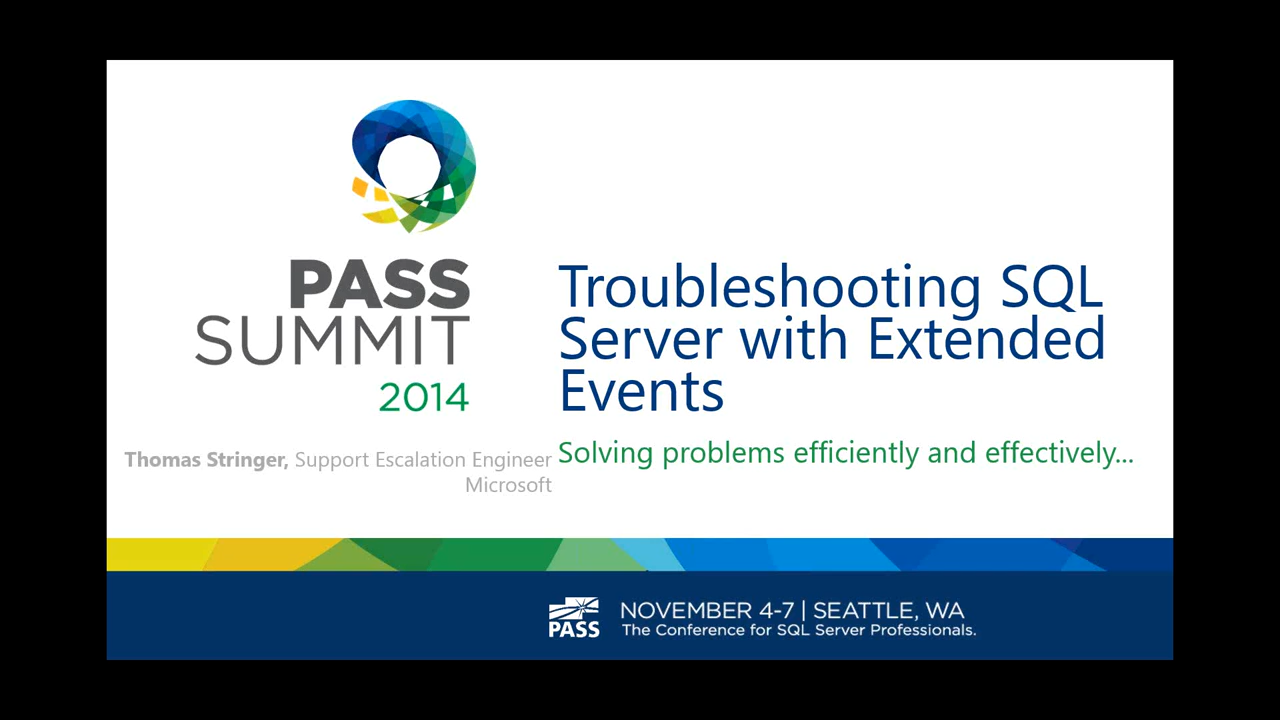 PASS
SUMMIT
2014
Thomas Stringer, Support Escalation Engineer
Microsoft
Troubleshooting SQL
Server with Extended
Events
Solving problems efficiently and effectively...
PASS
NOVEMBER 4-7 | SEATTLE, WA
The Conference for SQL Server Professionals.